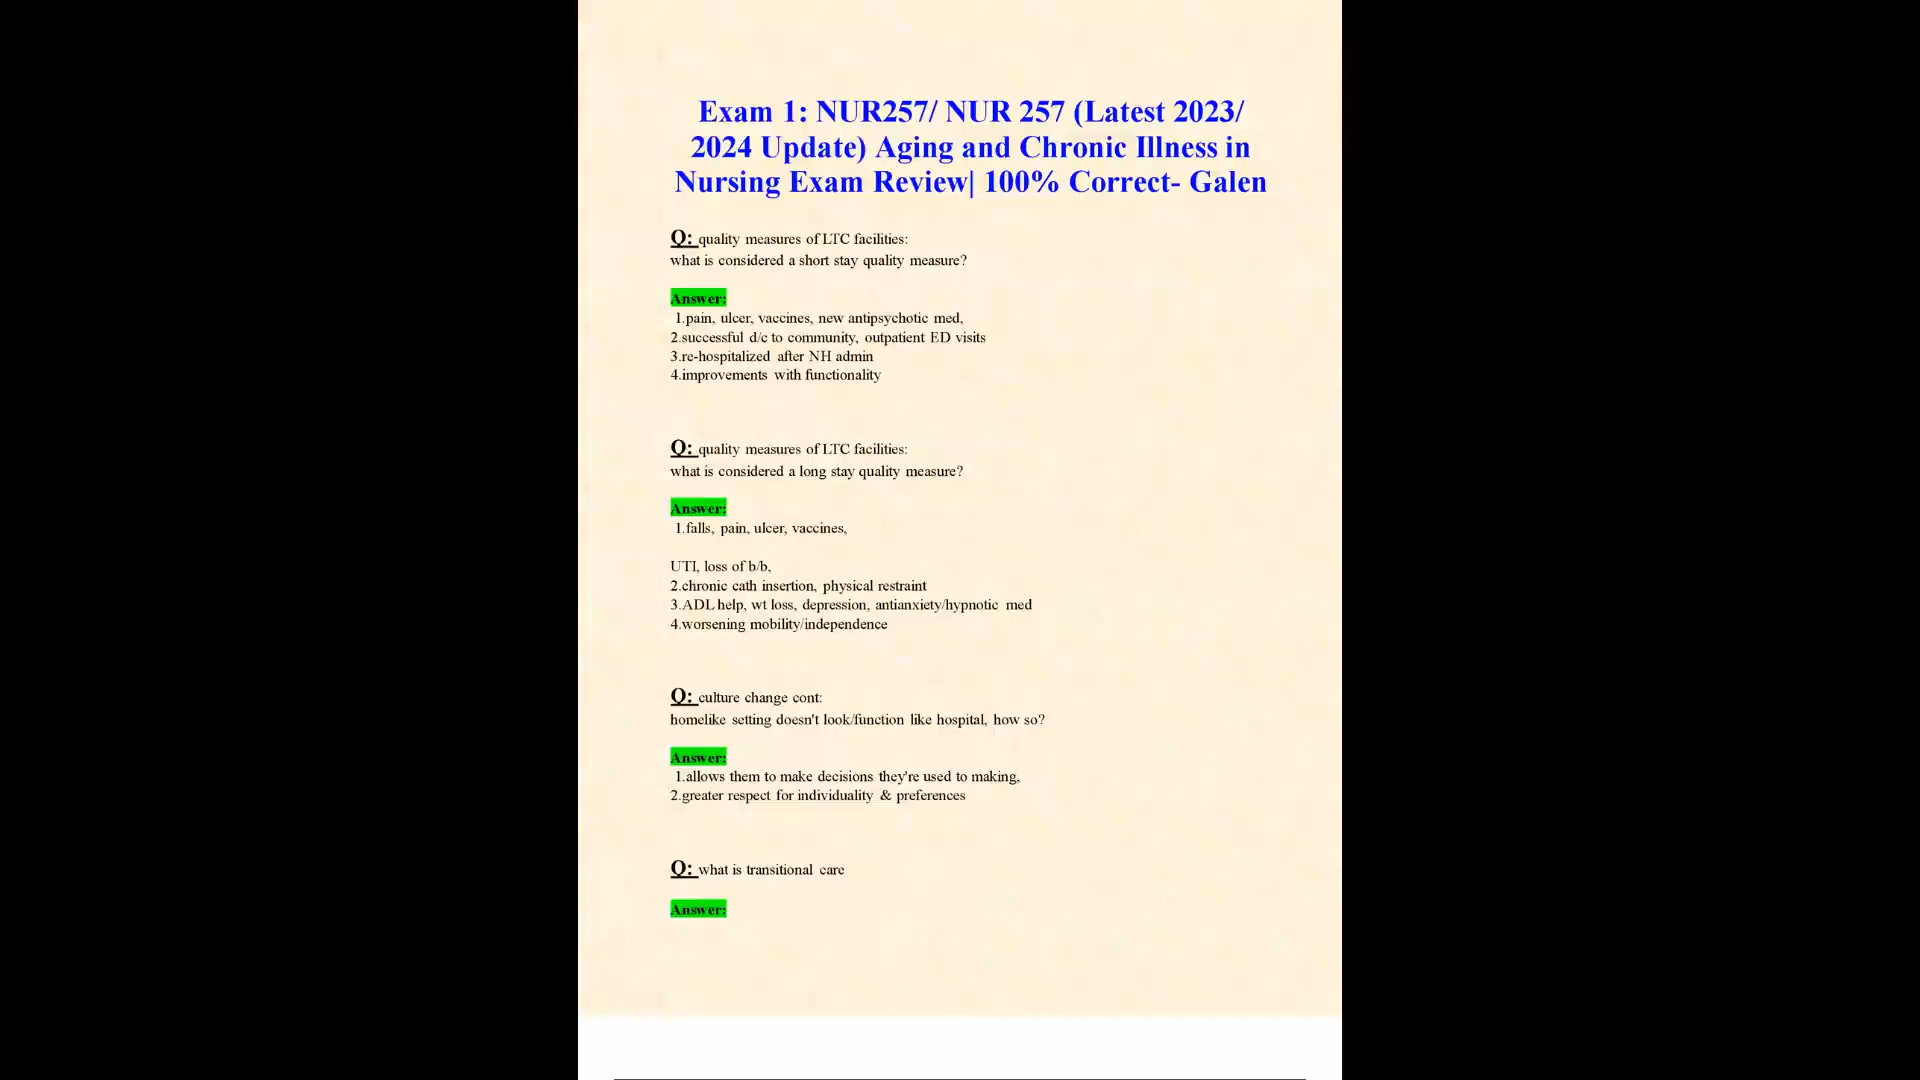 Exam 1: NUR257/ NUR 257 (Latest 2023/
2024 Update) Aging and Chronic Illness in
Nursing Exam Review| 100% Correct- Galen
Q: quality measures of LTC facilities:
what is considered a short stay quality measure?
Answer:
1.pain, ulcer, vaccines, new antipsychotic med,
2.successful d/c to community, outpatient ED visits
3.re-hospitalized after NH admin
4.improvements with functionality
Q: quality measures of LTC facilities:
what is considered a long stay quality measure?
Answer:
1.falls, pain, ulcer, vaccines,
UTI, loss of b/b,
2.chronic cath insertion, physical restraint
3.ADL help, wt loss, depression, antianxiety/hypnotic med
4.worsening mobility/independence
Q: culture change cont:
homelike setting doesn't look/function like hospital, how so?
Answer:
1.allows them to make decisions they're used to making,
2.greater respect for individuality & preferences
Q: what is transitional care
Answer: